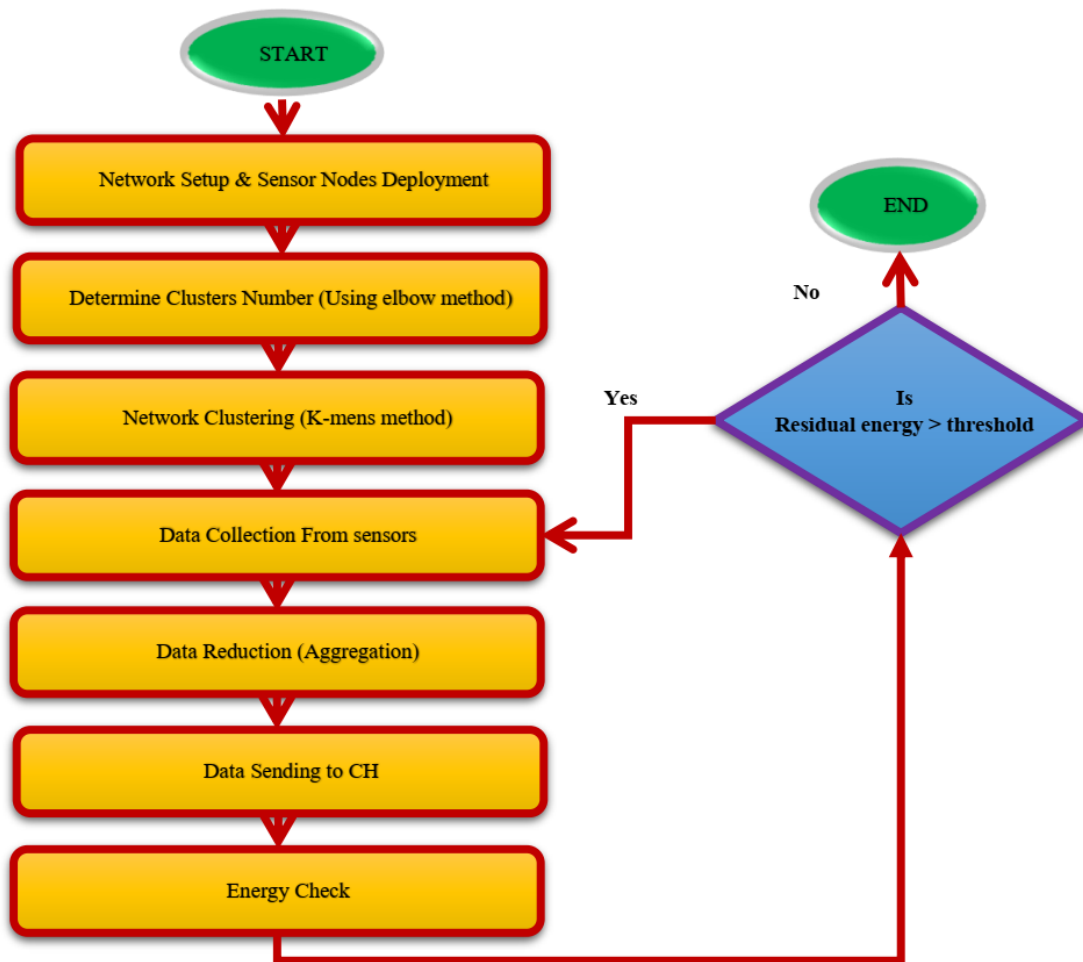 START
Network Setup & Sensor Nodes Deployment
Determine Clusters Number (Using elbow method)
Network Clustering (K-mens method)
Data Collection From sensors
Data Reduction (Aggregation)
Data Sending to CH
Energy Check
Is
Residual energy > threshold
Yes
No
END